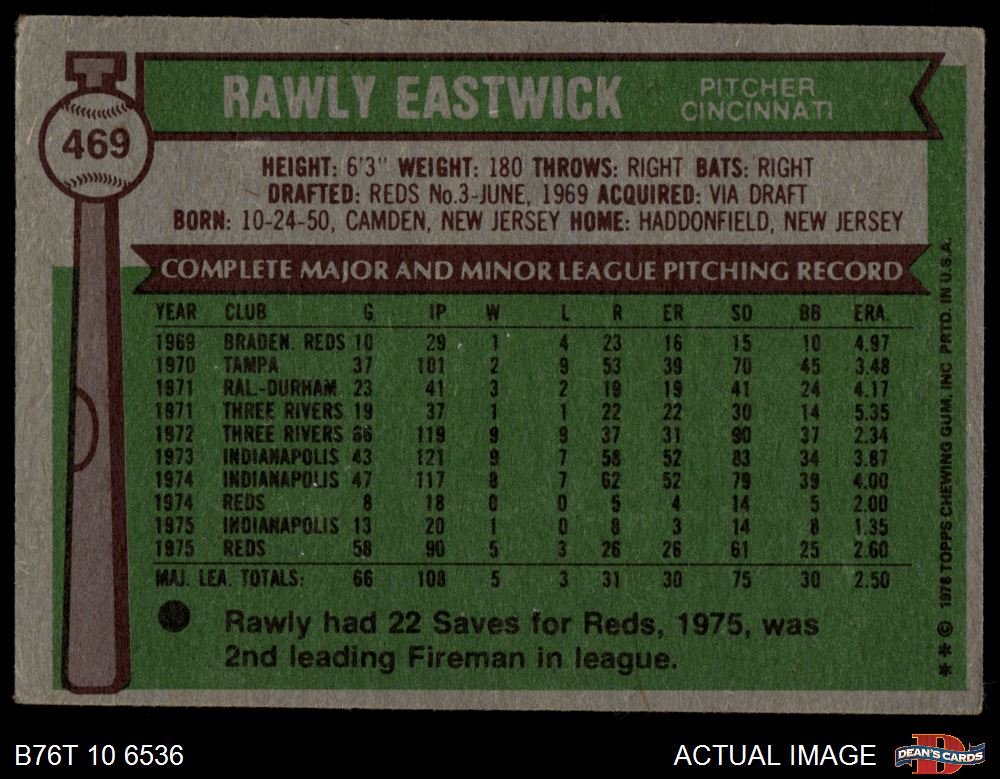 RAWLY EASTWICK
PITCHER
CINCINNATI
469
HEIGHT: 6'3" WEIGHT: 180 THROWS: RIGHT BATS: RIGHT
DRAFTED: REDS No.3-JUNE, 1969 ACQUIRED: VIA DRAFT
BORN: 10-24-50, CAMDEN, NEW JERSEY HOME: HADDONFIELD, NEW JERSEY
COMPLETE MAJOR AND MINOR LEAGUE PITCHING RECORD
YEAR CLUB G IP W L R ER SO BB ERA.
1969 BRADEN. REDS 10 29 1 4 23 16 15 10 4.97
1970 TAMPA 37 101 2 9 53 39 70 45 3.48
1971 RAL.-DURHAM 23 41 3 2 19 19 41 24 4.17
1971 THREE RIVERS 19 37 1 1 22 22 30 14 5.35
1972 THREE RIVERS 66 119 9 9 37 31 90 37 2.34
1973 INDIANAPOLIS 43 121 9 7 58 52 83 34 3.87
1974 INDIANAPOLIS 47 117 8 7 62 52 79 39 4.00
1974 REDS 8 18 0 0 5 4 14 5 2.00
1975 INDIANAPOLIS 13 20 1 0 8 3 14 8 1.35
1975 REDS 58 90 5 3 26 26 61 25 2.60
MAJ. LEA. TOTALS: 66 108 5 3 31 30 75 30 2.50
Rawly had 22 Saves for Reds, 1975, was
2nd leading Fireman in league.
* * © 1976 TOPPS CHEWING GUM, INC PRTD. IN U.S.A.
B76T 10 6536
ACTUAL IMAGE
DEAN'S CARDS